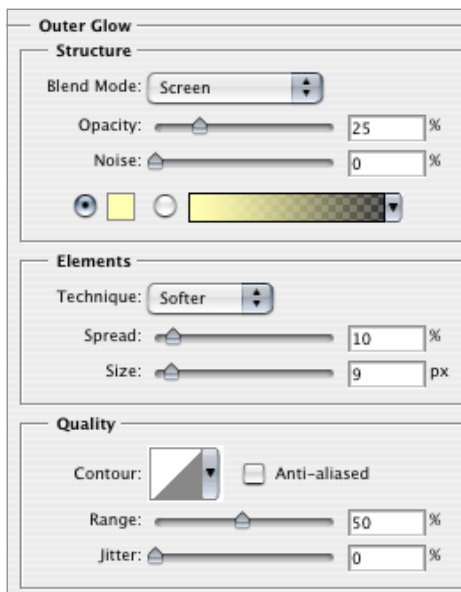 Outer Glow
Structure
Blend Mode: Screen
Opacity: 25 %
Noise: 0 %
Elements
Technique: Softer
Spread: 10 %
Size: 9 px
Quality
Contour: Anti-aliased
Range: 50 %
Jitter: 0 %